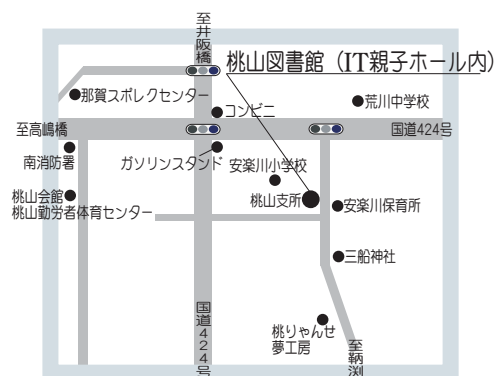 至井阪橋
桃山図書館（IT親子ホール内）
那賀スポレクセンター
荒川中学校
コンビニ
至高嶋橋
国道424号
南消防署
ガソリンスタンド
安楽川小学校
桃山会館
桃山勤労者体育センター
桃山支所
安楽川保育所
三船神社
国道424号
桃りゃんせ
夢工房
至鞆渕